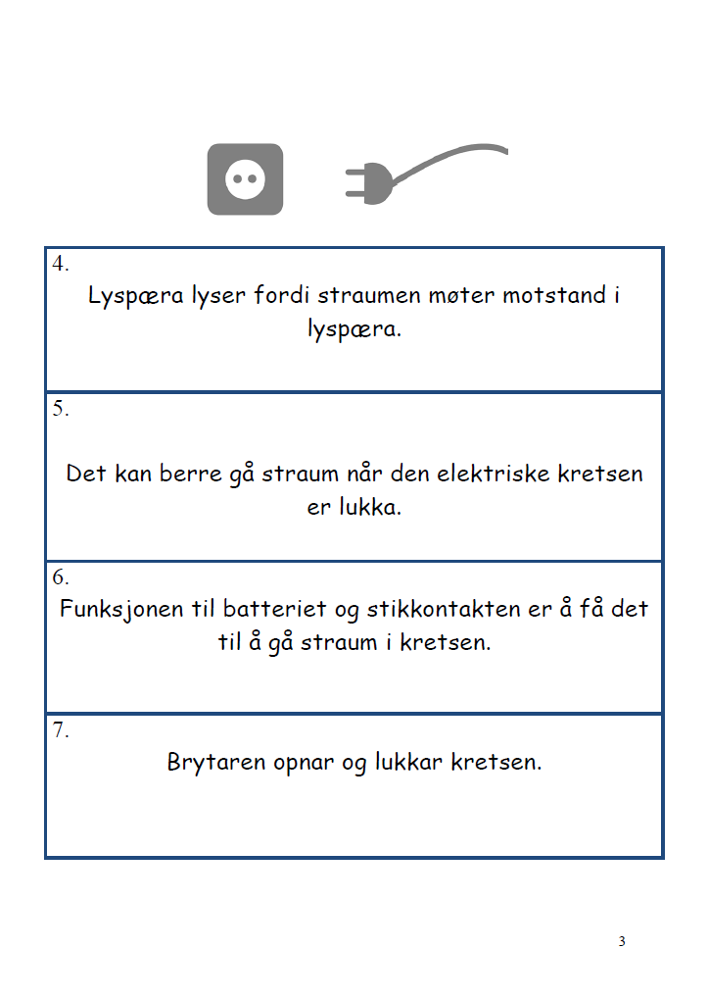 4.
Lyspæra lyser fordi straumen møter motstand i
lyspæra.
5.
Det kan berre gå straum når den elektriske kretsen
er lukka.
6.
Funksjonen til batteriet og stikkontakten er å få det
til å gå straum i kretsen.
7.
Brytaren opnar og lukkar kretsen.
3